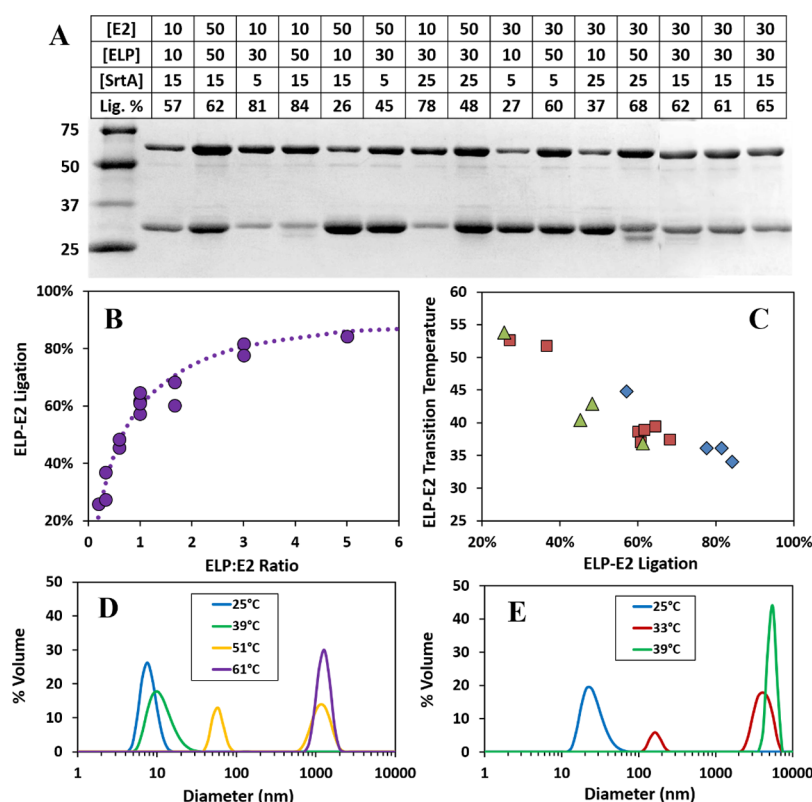 A
[E2] 10 50 10 10 50 50 10 50 30 30 30 30 30 30 30
[ELP] 10 50 30 50 10 30 30 30 10 50 10 50 30 30 30
[SrtA] 15 15 5 15 15 5 25 25 5 5 25 25 15 15 15
Lig. % 57 62 81 84 26 45 78 48 27 60 37 68 62 61 65
75
50
37
25
B
100%
80%
60%
40%
20%
ELP-E2 Ligation
0 1 2 3 4 5 6
ELP:E2 Ratio
C
60
55
50
45
40
35
30
25
ELP-E2 Transition Temperature
20% 40% 60% 80% 100%
ELP-E2 Ligation
D
50
40
30
20
10
0
% Volume
25°C
39°C
51°C
61°C
1 10 100 1000 10000
Diameter (nm)
E
50
40
30
20
10
0
% Volume
25°C
33°C
39°C
1 10 100 1000 10000
Diameter (nm)